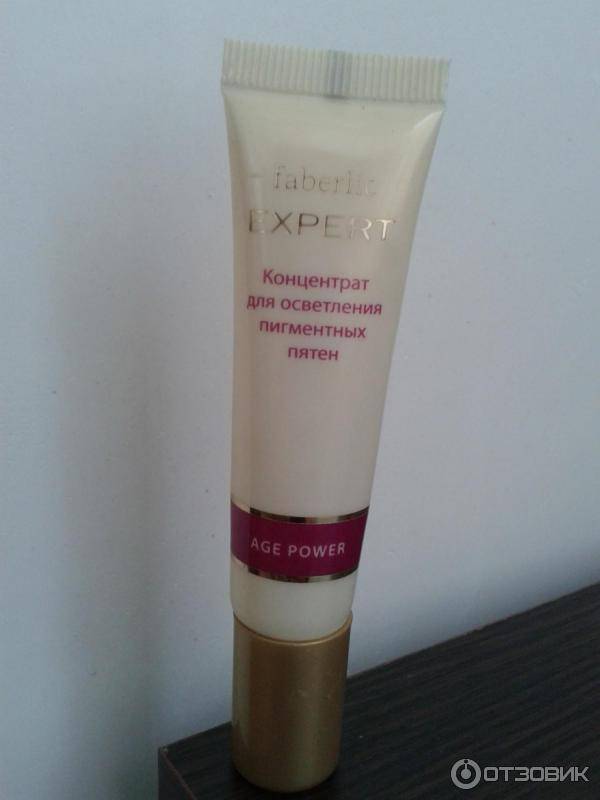 faberlic
EXPERT
Концентрат
для осветления
пигментных
пятен
AGE POWER
ОТЗОВИК